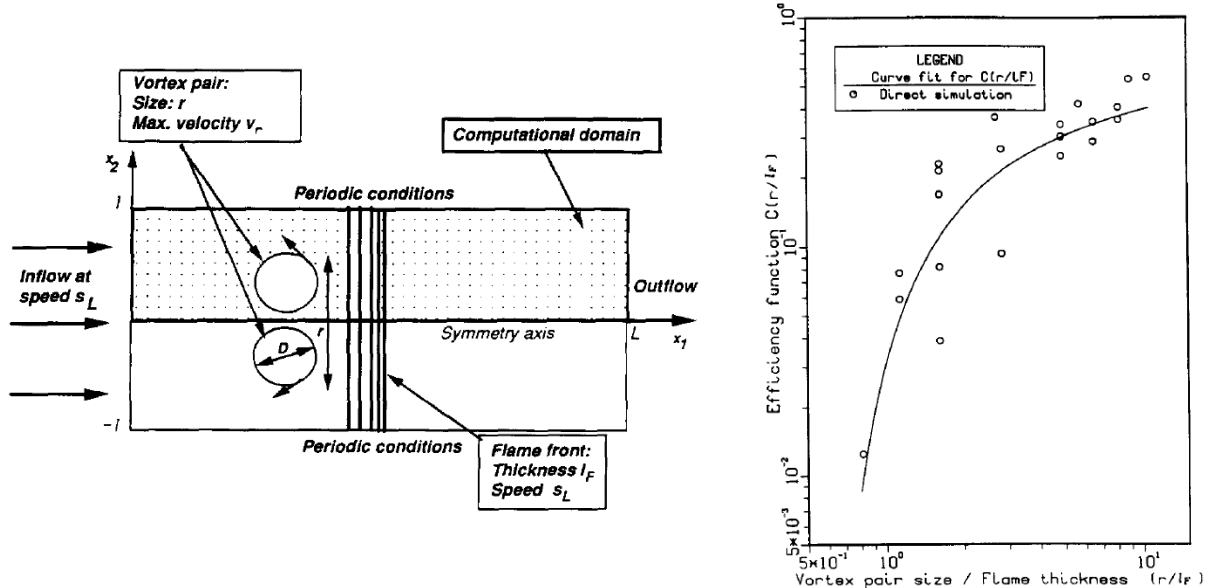 Vortex pair:
Size: r
Max. velocity v_r
x_2
Computational domain
Periodic conditions
1
Inflow at
speed s_L
Outflow
r
Symmetry axis
L
x_1
D
-1
Periodic conditions
Flame front:
Thickness l_F
Speed s_L
10^0
LEGEND
Curve fit for C(r/lF)
Direct simulation
Efficiency function C(r/l_F)
10^-1
10^-2
5*10^-3
5*10^-1
10^0
10^1
Vortex pair size / Flame thickness (r/l_F)